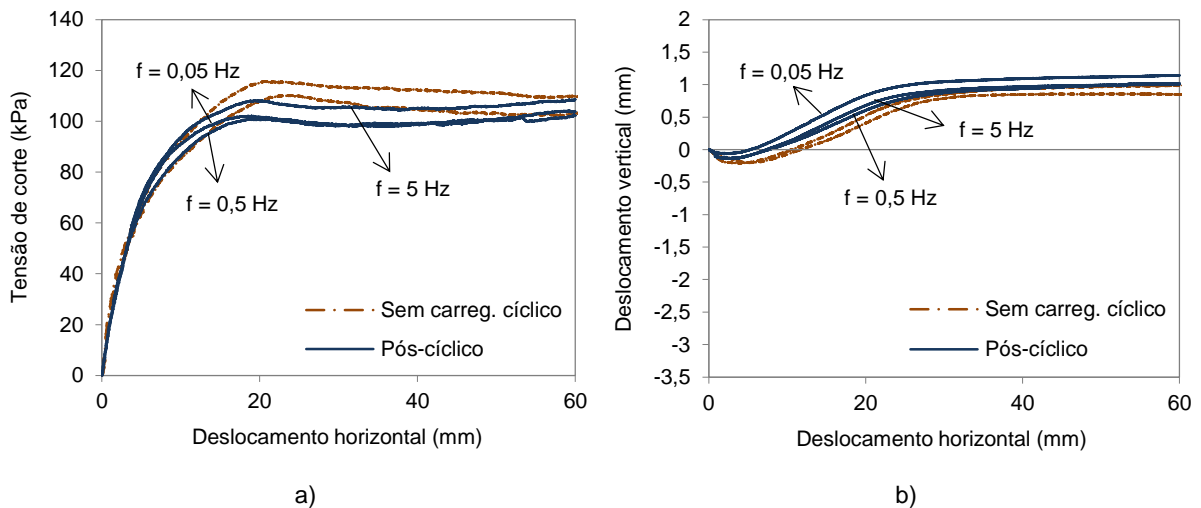 140
120
100
80
60
40
20
0
Tensão de corte (kPa)
f = 0,05 Hz
f = 0,5 Hz
f = 5 Hz
Sem carreg. cíclico
Pós-cíclico
0 20 40 60
Deslocamento horizontal (mm)
a)
2
1,5
1
0,5
0
-0,5
-1
-1,5
-2
-2,5
-3
-3,5
Deslocamento vertical (mm)
f = 0,05 Hz
f = 5 Hz
f = 0,5 Hz
Sem carreg. cíclico
Pós-cíclico
0 20 40 60
Deslocamento horizontal (mm)
b)